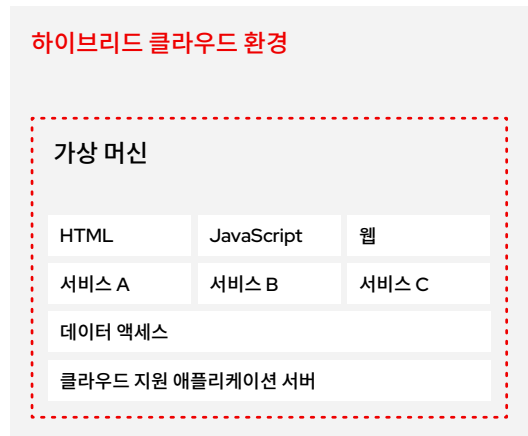 하이브리드 클라우드 환경
가상 머신
HTML JavaScript 웹
서비스 A 서비스 B 서비스 C
데이터 액세스
클라우드 지원 애플리케이션 서버